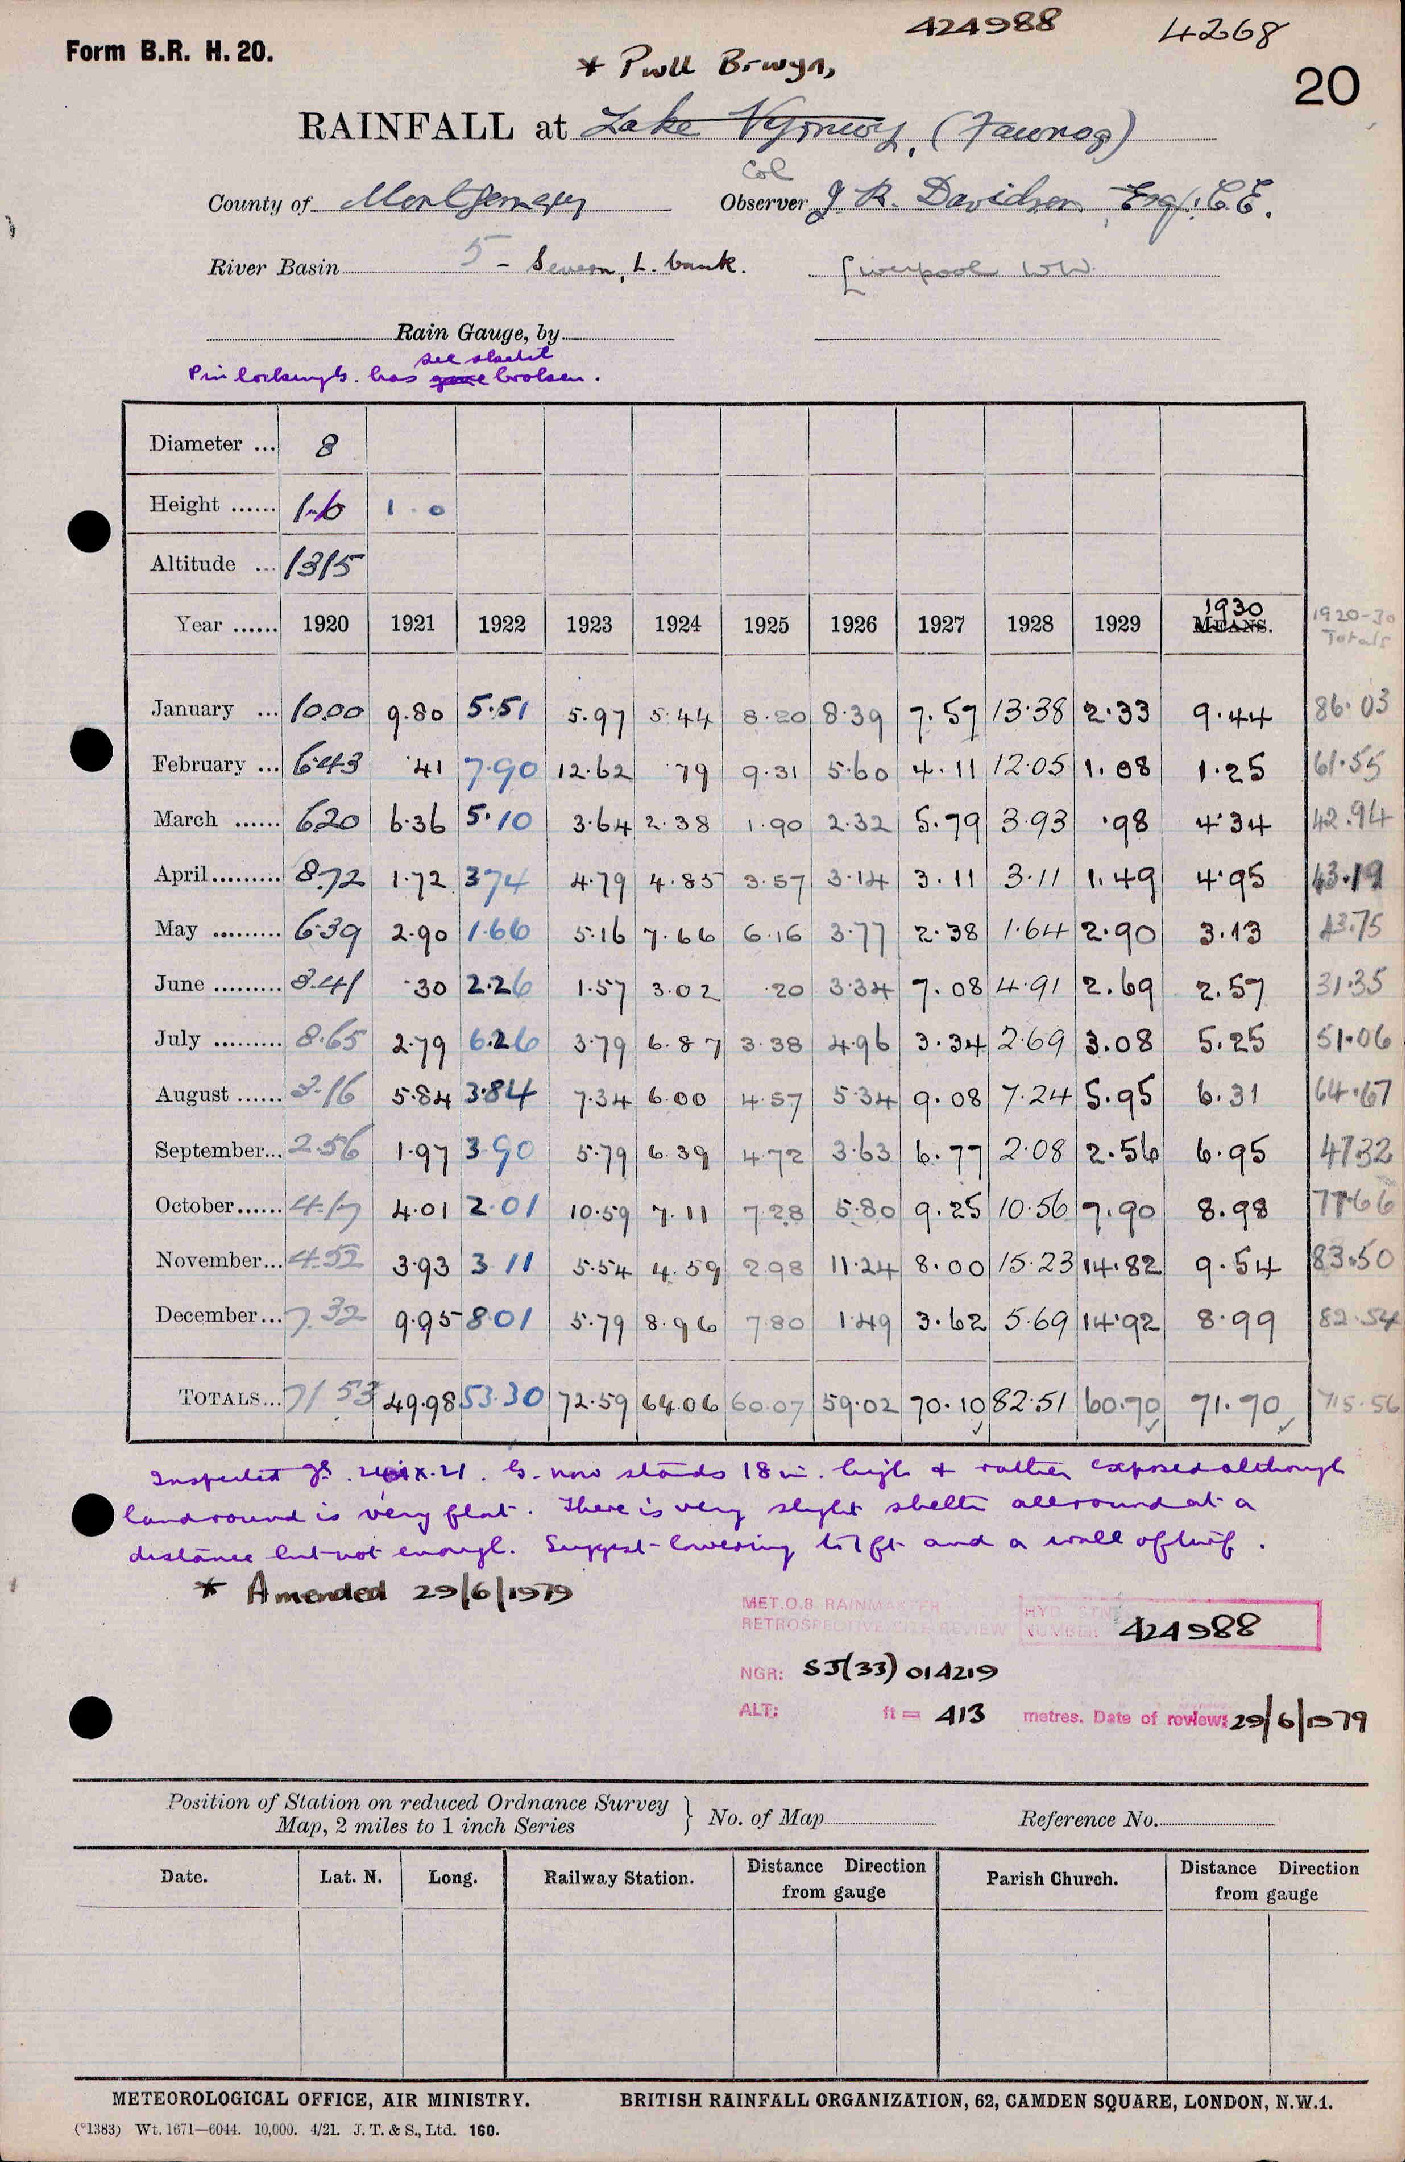 424988 4268
Form B.R. H. 20.
* Pwll Brwyn, 20
RAINFALL at Lake Vyrnwy, (Fawnog)
Col
County of Montgomery Observer J. R. Davidson, Esq., C.E.
River Basin 5 - Severn, L. bank. Liverpool WW
Rain Gauge, by
see overleaf
has gauge broken.
Diameter ... 8
Height ...... 1-6 1.0
Altitude ... 1315
Year ...... 1920 1921 1922 1923 1924 1925 1926 1927 1928 1929 1930 MEANS. 1920-30 Totals
January ... 10.00 9.80 5.51 5.97 5.44 8.20 8.39 7.57 13.38 2.33 9.44 86.03
February ... 6.43 .41 7.90 12.62 .79 9.31 5.60 4.11 12.05 1.08 1.25 61.55
March ...... 6.20 6.36 5.10 3.64 2.38 1.90 2.32 5.79 3.93 .98 4.34 42.94
April......... 8.72 1.72 3.74 4.79 4.85 3.57 3.14 3.11 3.11 1.49 4.95 43.19
May ......... 6.39 2.90 1.66 5.16 7.66 6.16 3.77 2.38 1.64 2.90 3.13 43.75
June ......... 3.41 .30 2.26 1.57 3.02 .20 3.34 7.08 4.91 2.69 2.57 31.35
July ......... 8.65 2.79 6.26 3.79 6.87 3.38 4.96 3.34 2.69 3.08 5.25 51.06
August ...... 3.16 5.84 3.84 7.34 6.00 4.57 5.34 9.08 7.24 5.95 6.31 64.67
September... 2.56 1.97 3.90 5.79 6.39 4.72 3.63 6.77 2.08 2.56 6.95 47.32
October...... 4.17 4.01 2.01 10.59 7.11 7.28 5.80 9.25 10.56 7.90 8.98 77.66
November... 4.52 3.93 3.11 5.54 4.59 2.98 11.24 8.00 15.23 14.82 9.54 83.50
December... 7.32 9.95 8.01 5.79 8.96 7.80 1.49 3.62 5.69 14.92 8.99 82.54
TOTALS... 71.53 49.98 53.30 72.59 64.06 60.07 59.02 70.10 82.51 60.70 71.70 715.56
Inspected G. now stands 18 in. high & rather exposed although
land round is very flat. There is very slight shelter all round at a
distance but not enough. Suggest lowering to 1 ft and a wall of turf.
* Amended 29/6/1979
MET.O.8 RAINMASTER
RETROSPECTIVE SITE REVIEW HYD. STN. NUMBER: 424988
NGR: SJ(33) 014219
ALT: ft = 413 metres. Date of review: 29/6/1979
Position of Station on reduced Ordnance Survey
Map, 2 miles to 1 inch Series } No. of Map Reference No.
Date. Lat. N. Long. Railway Station. Distance Direction from gauge Parish Church. Distance Direction from gauge
METEOROLOGICAL OFFICE, AIR MINISTRY. BRITISH RAINFALL ORGANIZATION, 62, CAMDEN SQUARE, LONDON, N.W.1.
(*1383) Wt. 1671—6044. 10,000. 4/21. J. T. & S., Ltd. 160.